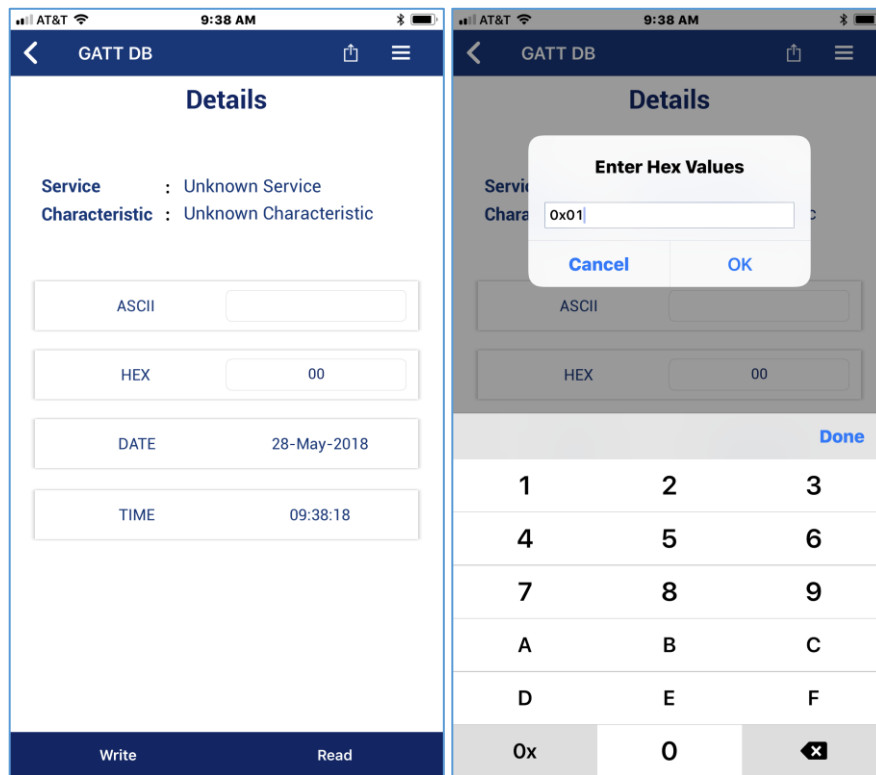 AT&T 9:38 AM
GATT DB
Details
Service : Unknown Service
Characteristic : Unknown Characteristic
ASCII
HEX 00
DATE 28-May-2018
TIME 09:38:18
Write Read
AT&T 9:38 AM
GATT DB
Details
Enter Hex Values
0x01
Cancel OK
Servic
Chara c
ASCII
HEX 00
Done
1 2 3
4 5 6
7 8 9
A B C
D E F
0x 0